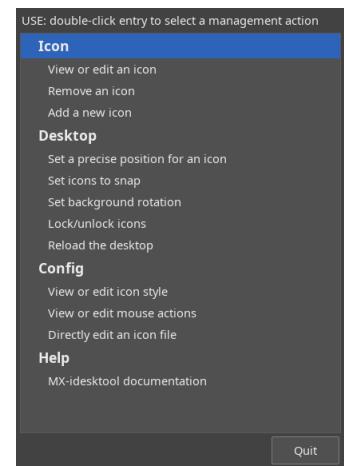 USE: double-click entry to select a management action
Icon
View or edit an icon
Remove an icon
Add a new icon
Desktop
Set a precise position for an icon
Set icons to snap
Set background rotation
Lock/unlock icons
Reload the desktop
Config
View or edit icon style
View or edit mouse actions
Directly edit an icon file
Help
MX-idesktool documentation
Quit